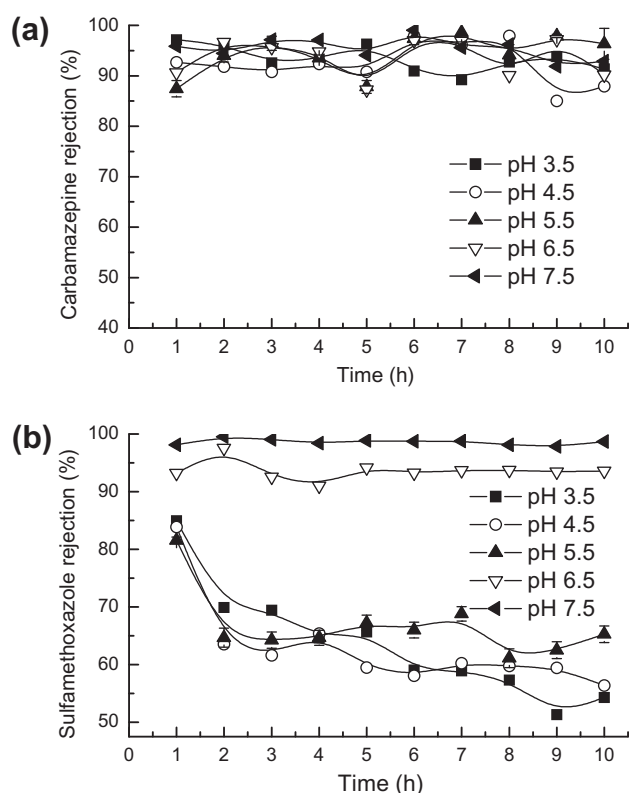 (a)
Carbamazepine rejection (%)
100
90
80
70
60
50
40
pH 3.5
pH 4.5
pH 5.5
pH 6.5
pH 7.5
0 1 2 3 4 5 6 7 8 9 10
Time (h)
(b)
Sulfamethoxazole rejection (%)
100
90
80
70
60
50
pH 3.5
pH 4.5
pH 5.5
pH 6.5
pH 7.5
0 1 2 3 4 5 6 7 8 9 10
Time (h)